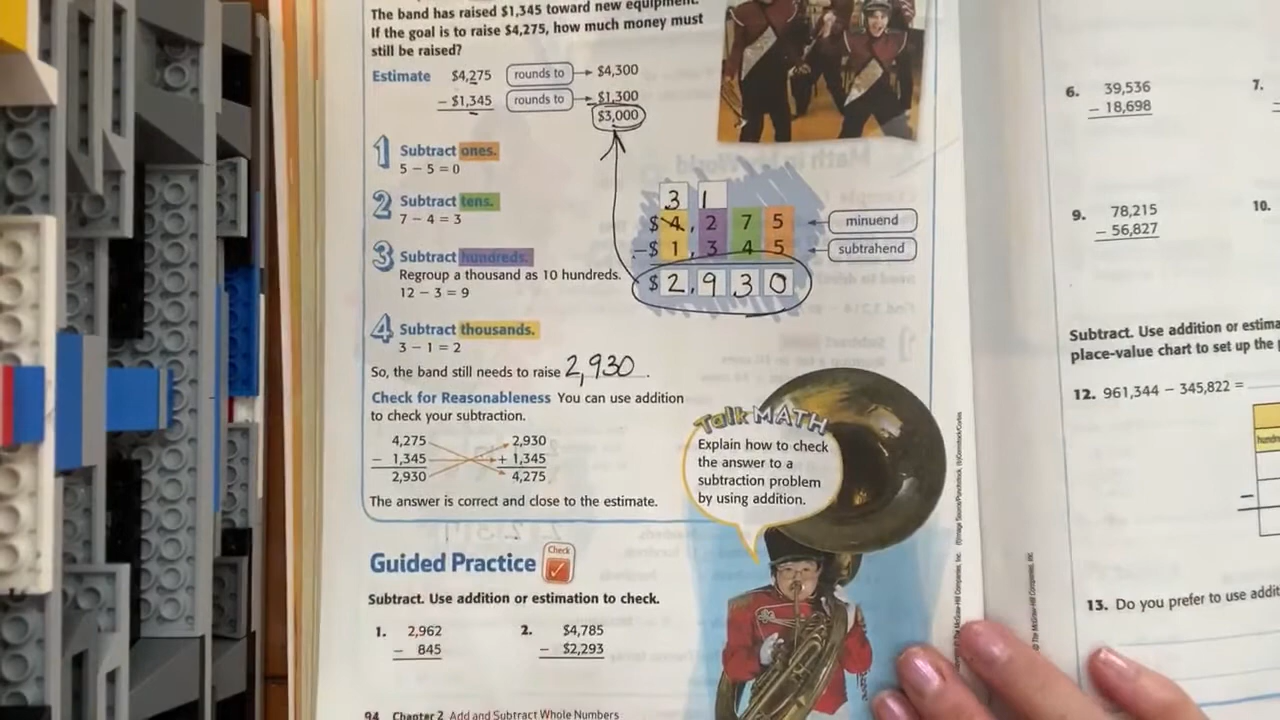 The band has raised $1,345 toward new equipment.
If the goal is to raise $4,275, how much money must
still be raised?
Estimate $4,275 rounds to $4,300
− $1,345 rounds to − $1,300
$3,000
1 Subtract ones.
5 − 5 = 0
2 Subtract tens.
7 − 4 = 3
3 Subtract hundreds.
Regroup a thousand as 10 hundreds.
12 − 3 = 9
4 Subtract thousands.
3 − 1 = 2
3 1
$ 4, 2 7 5 minuend
− $ 1, 3 4 5 subtrahend
$ 2, 9 3 0
So, the band still needs to raise 2,930.
Check for Reasonableness You can use addition
to check your subtraction.
4,275 2,930
− 1,345 + 1,345
2,930 4,275
The answer is correct and close to the estimate.
Talk MATH
Explain how to check
the answer to a
subtraction problem
by using addition.
Guided Practice Check
Subtract. Use addition or estimation to check.
1. 2,962
− 845
2. $4,785
− $2,293
94 Chapter 2 Add and Subtract Whole Numbers
6. 39,536
− 18,698
7.
9. 78,215
− 56,827
10.
Subtract. Use addition or
place-value chart to set up the
12. 961,344 − 345,822 =
13. Do you prefer to use